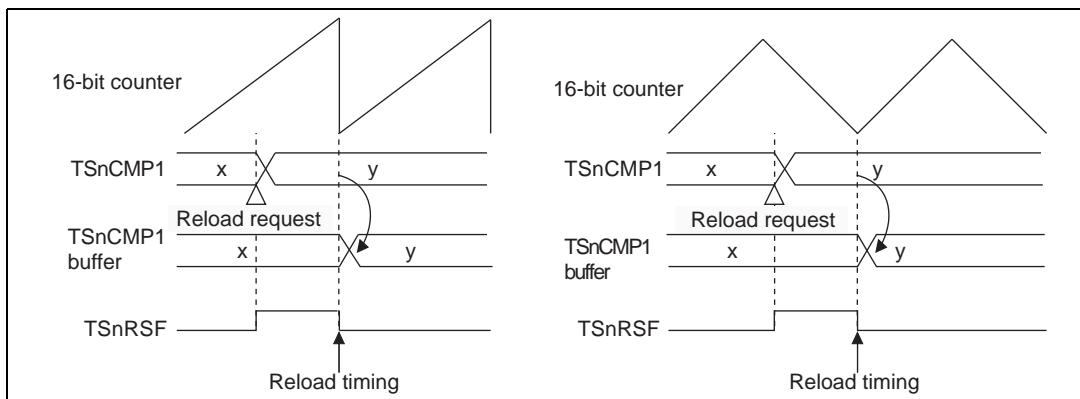 16-bit counter
TSnCMP1
x
y
Reload request
TSnCMP1
buffer
x
y
TSnRSF
Reload timing
16-bit counter
TSnCMP1
x
y
Reload request
TSnCMP1
buffer
x
y
TSnRSF
Reload timing